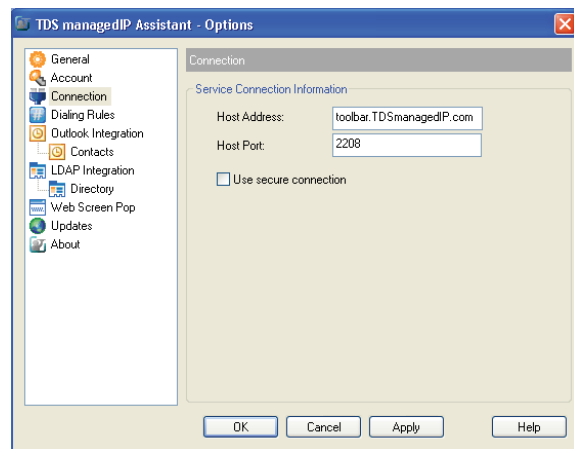 TDS managedIP Assistant - Options
General
Account
Connection
Dialing Rules
Outlook Integration
Contacts
LDAP Integration
Directory
Web Screen Pop
Updates
About
Connection
Service Connection Information
Host Address: toolbar.TDSmanagedIP.com
Host Port: 2208
Use secure connection
OK Cancel Apply Help